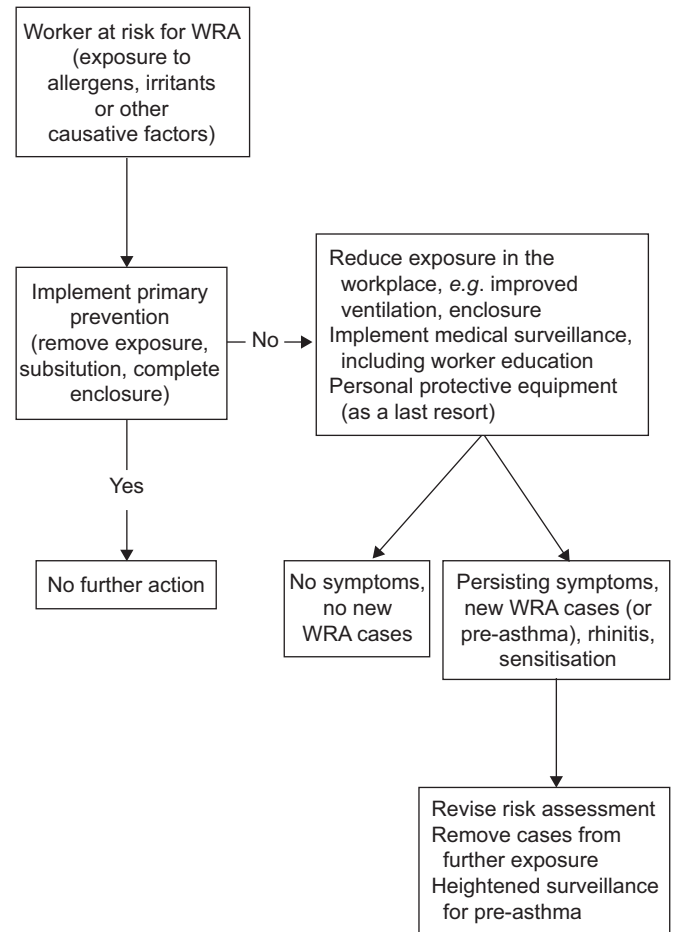 Worker at risk for WRA
(exposure to
allergens, irritants
or other
causative factors)
Implement primary
prevention
(remove exposure,
subsitution, complete
enclosure)
No
Reduce exposure in the
workplace, e.g. improved
ventilation, enclosure
Implement medical surveillance,
including worker education
Personal protective equipment
(as a last resort)
Yes
No further action
No symptoms,
no new
WRA cases
Persisting symptoms,
new WRA cases (or
pre-asthma), rhinitis,
sensitisation
Revise risk assessment
Remove cases from
further exposure
Heightened surveillance
for pre-asthma